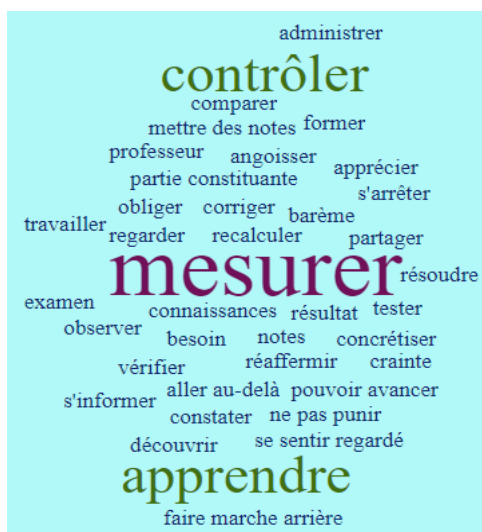 administrer
contrôler
comparer
mettre des notes former
professeur angoisser apprécier
partie constituante s'arrêter
travailler obliger corriger barème
regarder recalculer partager
mesurer résoudre
examen connaissances résultat tester
observer besoin notes concrétiser
vérifier réaffermir crainte
s'informer aller au-delà pouvoir avancer
constater ne pas punir
découvrir se sentir regardé
apprendre
faire marche arrière